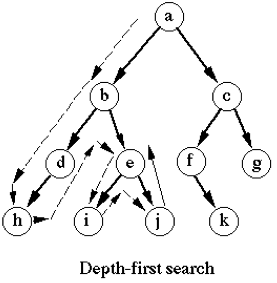 a
b c
d e f g
h i j k
Depth-first search